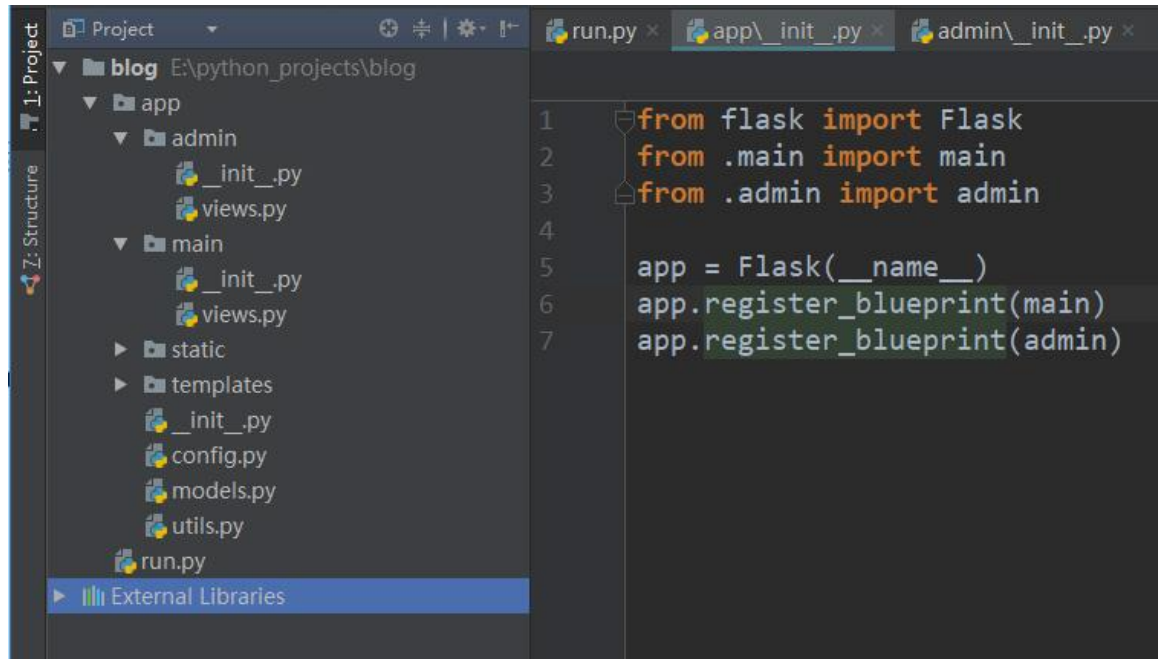 1: Project
7: Structure
Project
blog E:\python_projects\blog
app
admin
__init__.py
views.py
main
__init__.py
views.py
static
templates
__init__.py
config.py
models.py
utils.py
run.py
External Libraries
run.py × app\__init__.py × admin\__init__.py ×
1 from flask import Flask
2 from .main import main
3 from .admin import admin
4
5 app = Flask(__name__)
6 app.register_blueprint(main)
7 app.register_blueprint(admin)